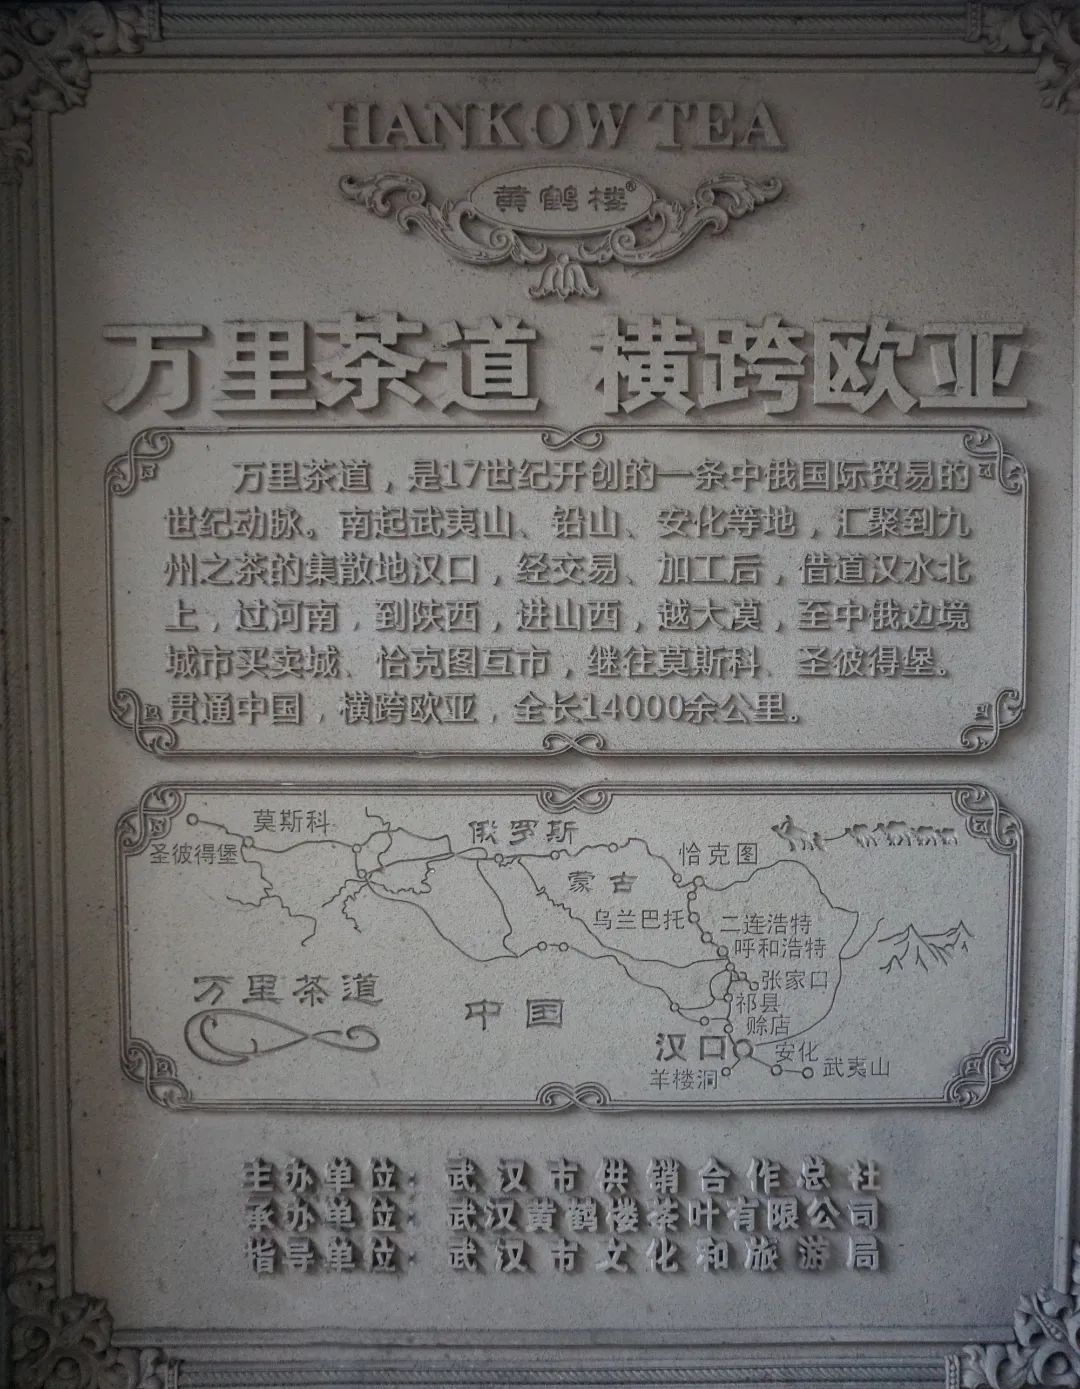 HANKOW TEA
黄鹤楼®
万里茶道 横跨欧亚
万里茶道，是17世纪开创的一条中俄国际贸易的
世纪动脉。南起武夷山、铅山、安化等地，汇聚到九
州之茶的集散地汉口，经交易、加工后，借道汉水北
上，过河南，到陕西，进山西，越大漠，至中俄边境
城市买卖城、恰克图互市，继往莫斯科、圣彼得堡。
贯通中国，横跨欧亚，全长14000余公里。
莫斯科
圣彼得堡
俄罗斯
恰克图
蒙古
乌兰巴托
二连浩特
呼和浩特
张家口
祁县
赊店
万里茶道
中国
汉口
安化
羊楼洞
武夷山
主办单位：武汉市供销合作总社
承办单位：武汉黄鹤楼茶叶有限公司
指导单位：武汉市文化和旅游局